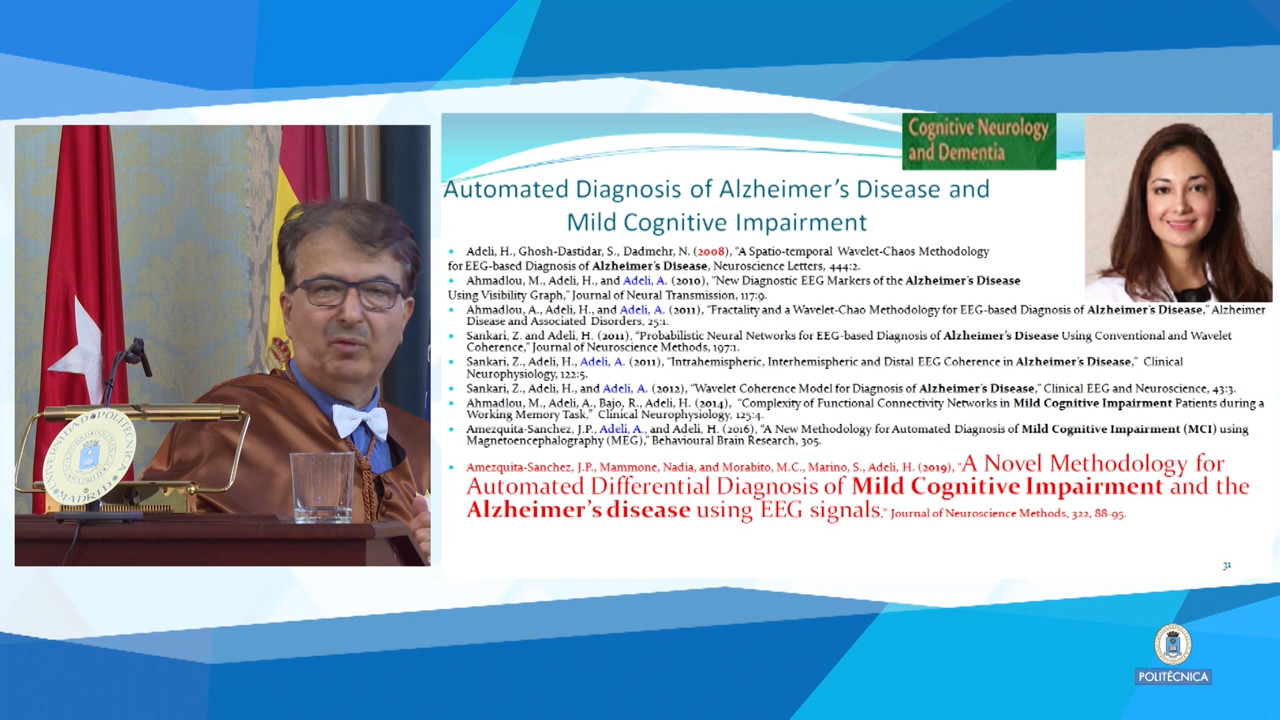 Cognitive Neurology
and Dementia
Automated Diagnosis of Alzheimer's Disease and
Mild Cognitive Impairment
• Adeli, H., Ghosh-Dastidar, S., Dadmehr, N. (2008), "A Spatio-temporal Wavelet-Chaos Methodology
for EEG-based Diagnosis of Alzheimer's Disease, Neuroscience Letters, 444:2.
• Ahmadlou, M., Adeli, H., and Adeli, A. (2010), "New Diagnostic EEG Markers of the Alzheimer's Disease
Using Visibility Graph," Journal of Neural Transmission, 117:9.
• Ahmadlou, A., Adeli, H., and Adeli, A. (2011), "Fractality and a Wavelet-Chao Methodology for EEG-based Diagnosis of Alzheimer's Disease," Alzheimer
Disease and Associated Disorders, 25:1.
• Sankari, Z. and Adeli, H. (2011), "Probabilistic Neural Networks for EEG-based Diagnosis of Alzheimer's Disease Using Conventional and Wavelet
Coherence," Journal of Neuroscience Methods, 197:1.
• Sankari, Z., Adeli, H., Adeli, A. (2011), "Intrahemispheric, Interhemispheric and Distal EEG Coherence in Alzheimer's Disease," Clinical
Neurophysiology, 122:5.
• Sankari, Z., Adeli, H., and Adeli, A. (2012), "Wavelet Coherence Model for Diagnosis of Alzheimer's Disease," Clinical EEG and Neuroscience, 43:3.
• Ahmadlou, M., Adeli, A., Bajo, R., Adeli, H. (2014), "Complexity of Functional Connectivity Networks in Mild Cognitive Impairment Patients during a
Working Memory Task," Clinical Neurophysiology, 125:4.
• Amezquita-Sanchez, J.P., Adeli, A., and Adeli, H. (2016), "A New Methodology for Automated Diagnosis of Mild Cognitive Impairment (MCI) using
Magnetoencephalography (MEG)," Behavioural Brain Research, 305.
• Amezquita-Sanchez, J.P., Mammone, Nadia, and Morabito, M.C., Marino, S., Adeli, H. (2019), "A Novel Methodology for
Automated Differential Diagnosis of Mild Cognitive Impairment and the
Alzheimer's disease using EEG signals," Journal of Neuroscience Methods, 322, 88-95.
31
UNIVERSIDAD POLITÉCNICA
MADRID
POLITÉCNICA